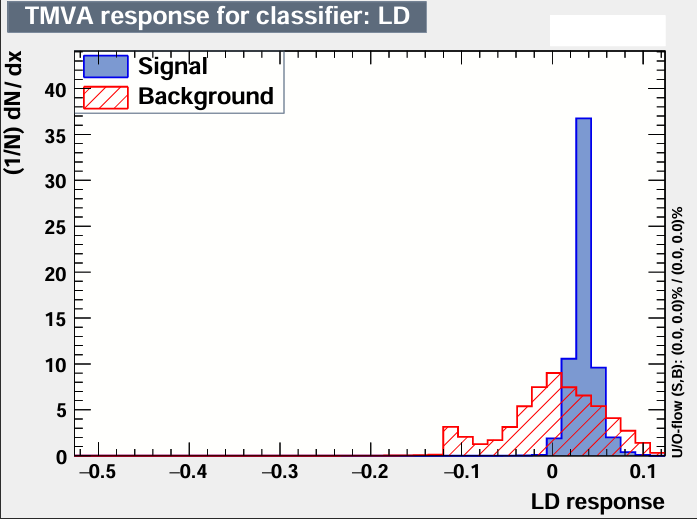 TMVA response for classifier: LD
(1/N) dN / dx
Signal
Background
40
35
30
25
20
15
10
5
0
−0.5 −0.4 −0.3 −0.2 −0.1 0 0.1
LD response
U/O-flow (S,B): (0.0, 0.0)% / (0.0, 0.0)%